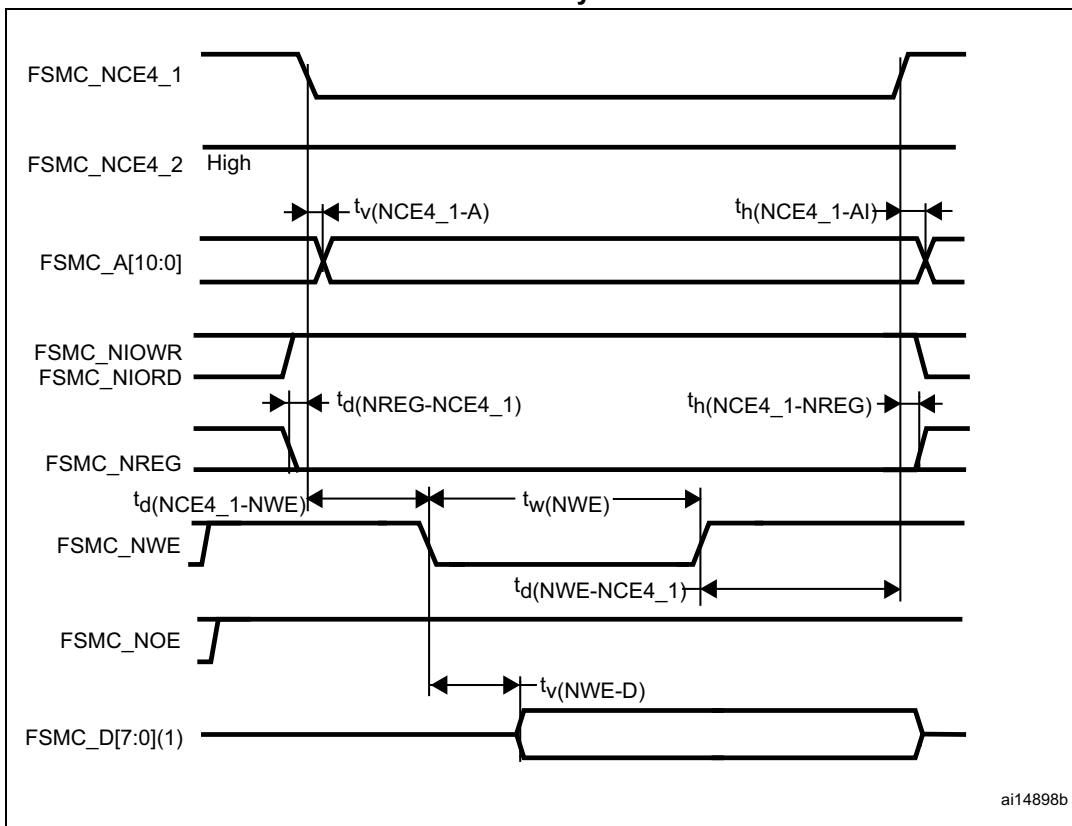 FSMC_NCE4_1
FSMC_NCE4_2 High
tv(NCE4_1-A) th(NCE4_1-AI)
FSMC_A[10:0]
FSMC_NIOWR
FSMC_NIORD
td(NREG-NCE4_1) th(NCE4_1-NREG)
FSMC_NREG
td(NCE4_1-NWE) tw(NWE)
FSMC_NWE
td(NWE-NCE4_1)
FSMC_NOE
tv(NWE-D)
FSMC_D[7:0](1)
ai14898b